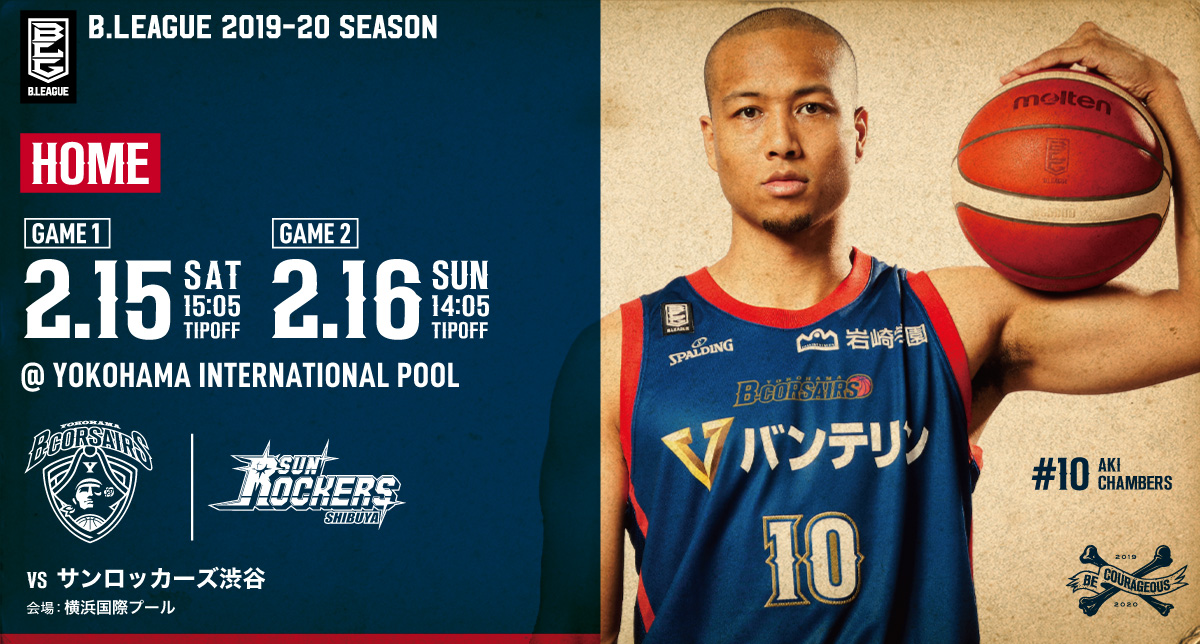 B.LEAGUE 2019-20 SEASON
B.LEAGUE
HOME
GAME 1
2.15 SAT
15:05
TIPOFF
GAME 2
2.16 SUN
14:05
TIPOFF
@ YOKOHAMA INTERNATIONAL POOL
YOKOHAMA
B-CORSAIRS
Y
SUN
ROCKERS
SHIBUYA
VS サンロッカーズ渋谷
会場：横浜国際プール
molten
B.LEAGUE
SPALDING
岩崎学園
YOKOHAMA
B-CORSAIRS
バンテリン
10
#10 AKI
CHAMBERS
2019
BE COURAGEOUS
2020